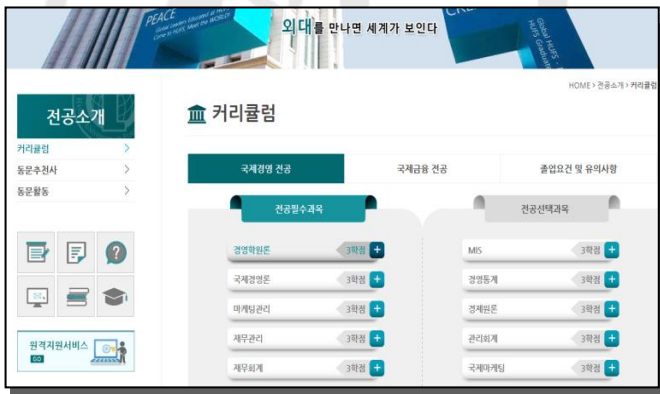 PEACE
외대를 만나면 세계가 보인다
HOME > 전공소개 > 커리큘럼
전공소개
커리큘럼
동문추천사
동문활동
원격지원서비스
GO
커리큘럼
국제경영 전공
국제금융 전공
졸업요건 및 유의사항
전공필수과목
경영학원론 3학점 +
국제경영론 3학점 +
마케팅관리 3학점 +
재무관리 3학점 +
재무회계 3학점 +
전공선택과목
MIS 3학점 +
경영통계 3학점 +
경제원론 3학점 +
관리회계 3학점 +
국제마케팅 3학점 +